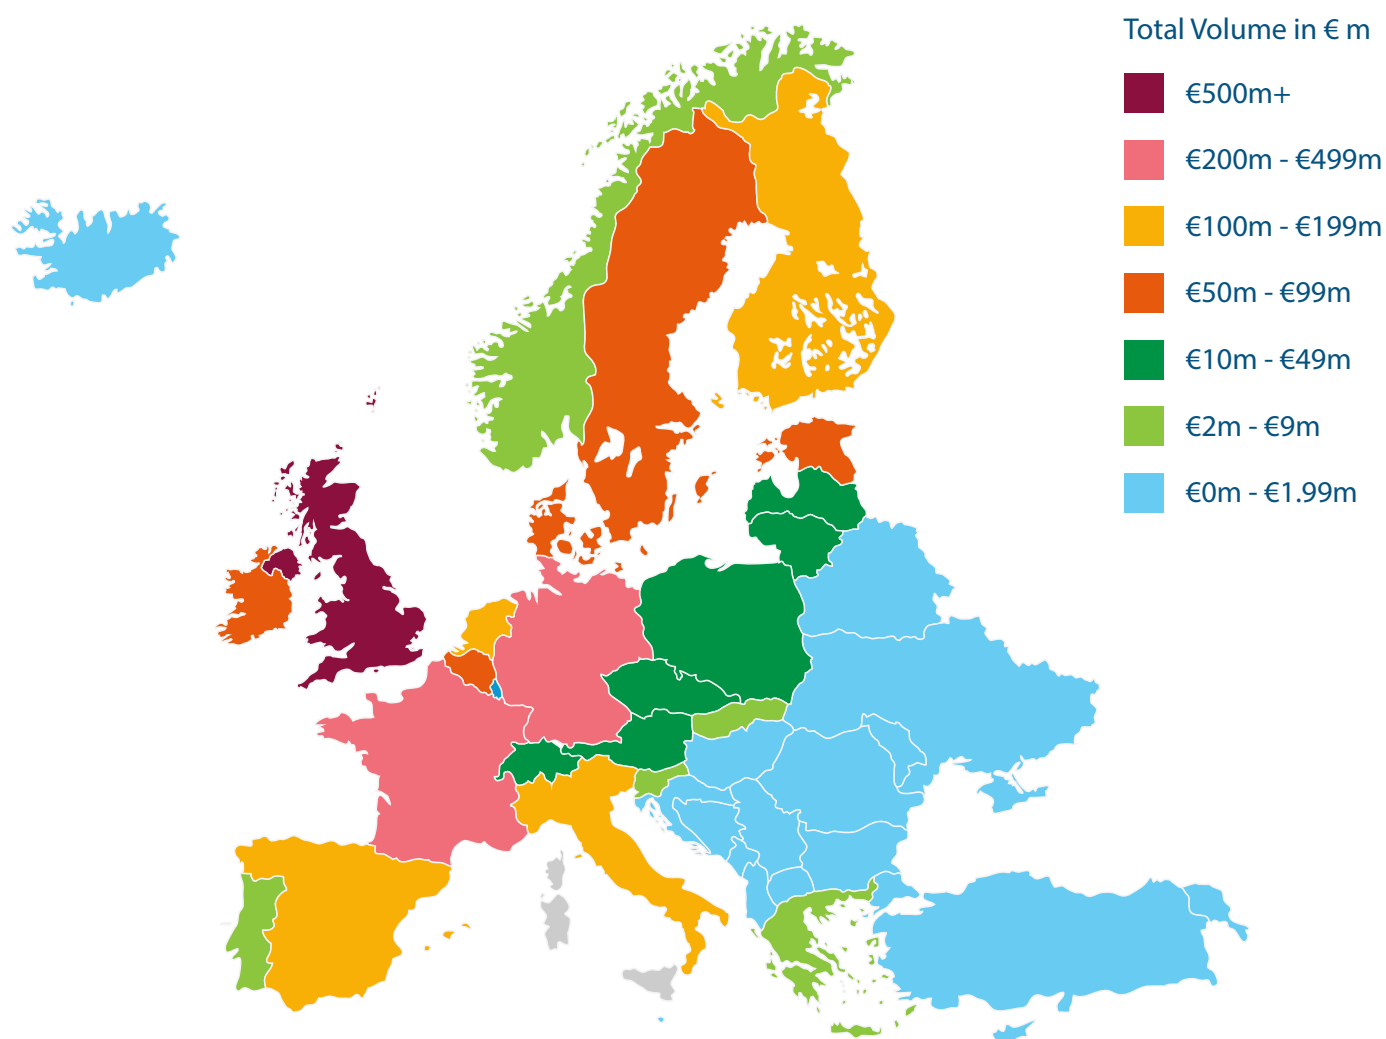 Total Volume in € m
€500m+
€200m - €499m
€100m - €199m
€50m - €99m
€10m - €49m
€2m - €9m
€0m - €1.99m